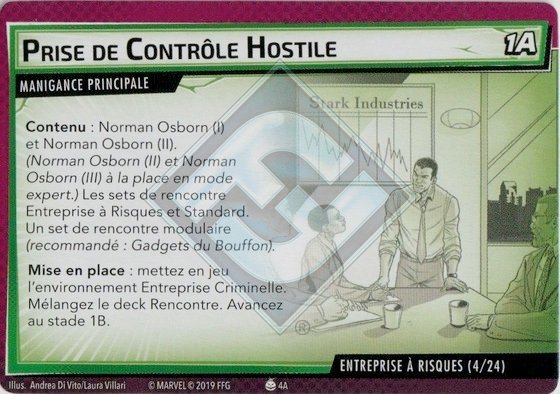 PRISE DE CONTRÔLE HOSTILE
1A
MANIGANCE PRINCIPALE
Stark Industries
Contenu : Norman Osborn (I)
et Norman Osborn (II).
(Norman Osborn (II) et Norman
Osborn (III) à la place en mode
expert.) Les sets de rencontre
Entreprise à Risques et Standard.
Un set de rencontre modulaire
(recommandé : Gadgets du Bouffon).
Mise en place : mettez en jeu
l'environnement Entreprise Criminelle.
Mélangez le deck Rencontre. Avancez
au stade 1B.
®
ENTREPRISE À RISQUES (4/24)
Illus. Andrea Di Vito/Laura Villari
© MARVEL © 2019 FFG
4A